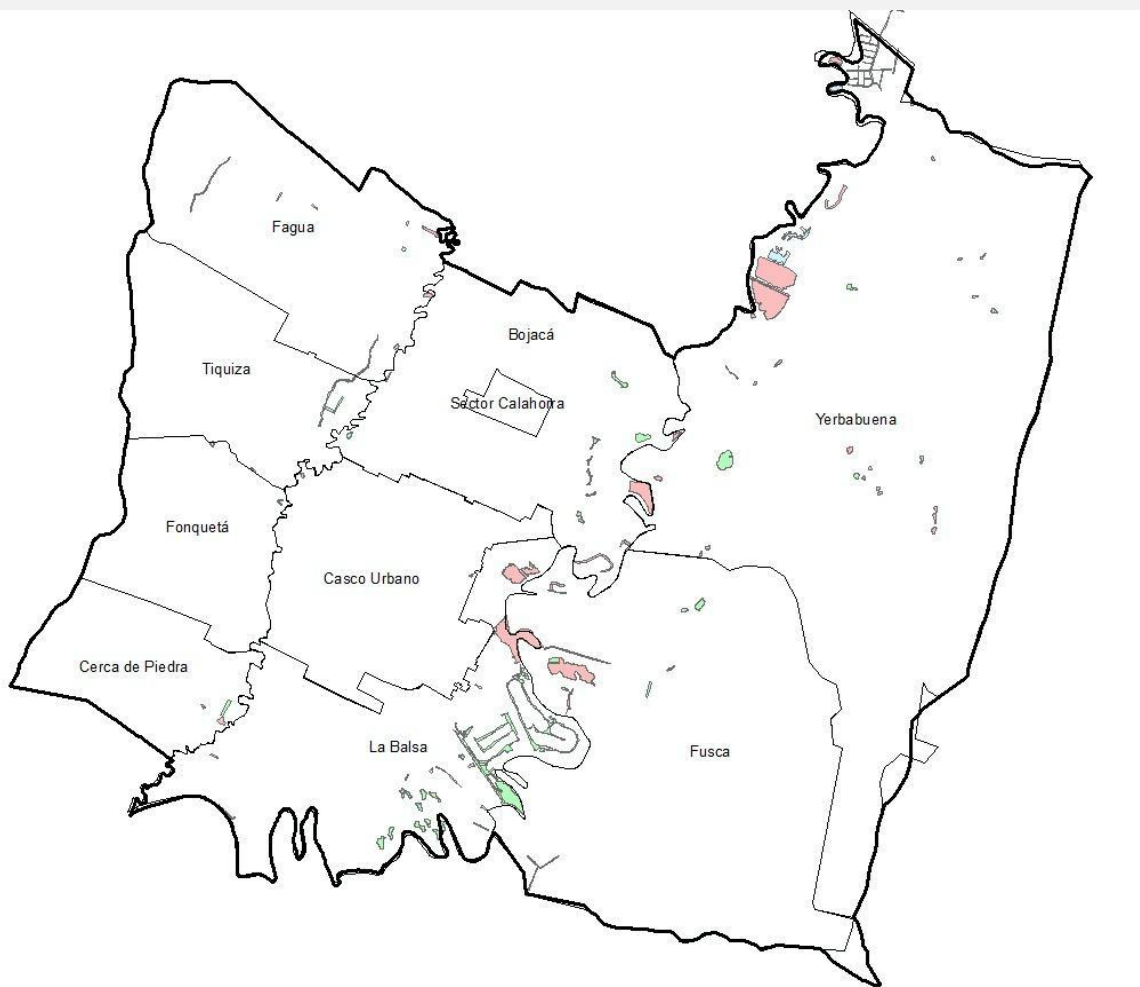 Fagua
Bojacá
Tiquiza
Sector Calahorra
Yerbabuena
Fonquetá
Casco Urbano
Cerca de Piedra
La Balsa
Fusca